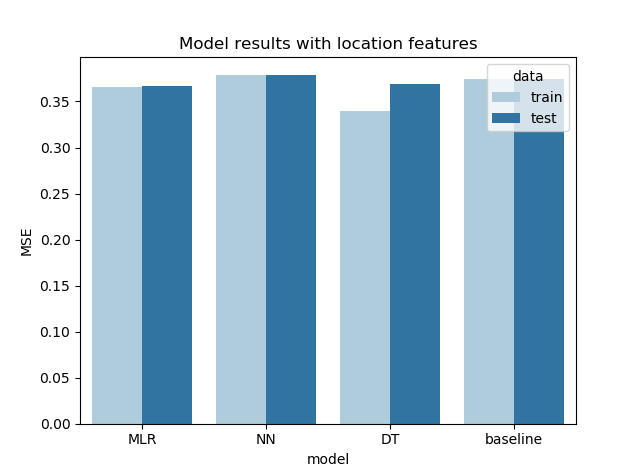 Model results with location features
data
train
test
MSE
0.35
0.30
0.25
0.20
0.15
0.10
0.05
0.00
MLR NN DT baseline
model